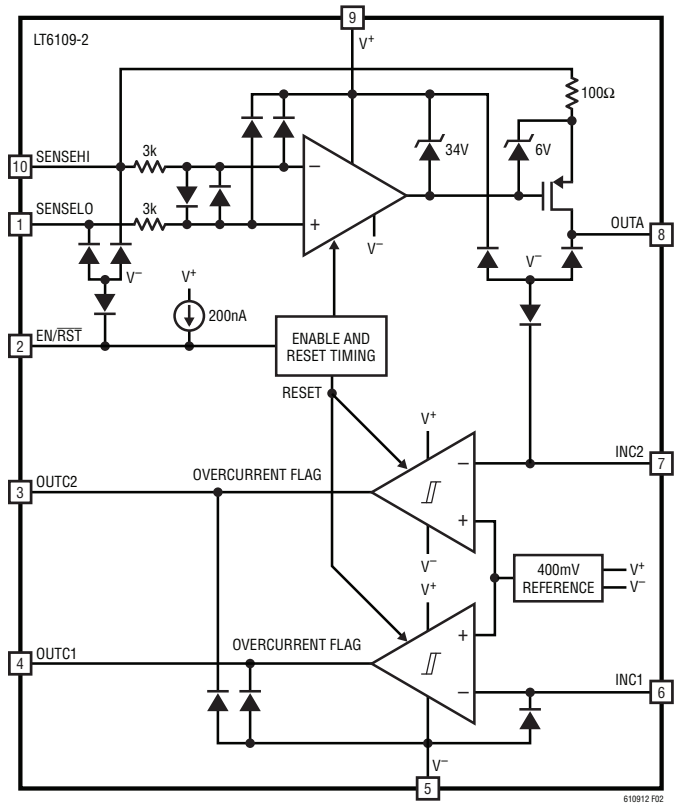 LT6109-2
9
V+
100Ω
10 SENSEHI
3k
34V
6V
1 SENSELO
3k
V−
OUTA 8
V−
V−
V+
200nA
2 EN/RST
ENABLE AND
RESET TIMING
RESET
V+
INC2 7
OVERCURRENT FLAG
3 OUTC2
V−
V+
400mV
REFERENCE
V+
V−
OVERCURRENT FLAG
4 OUTC1
INC1 6
V−
5
610912 F02
−
+
−
+
+
−